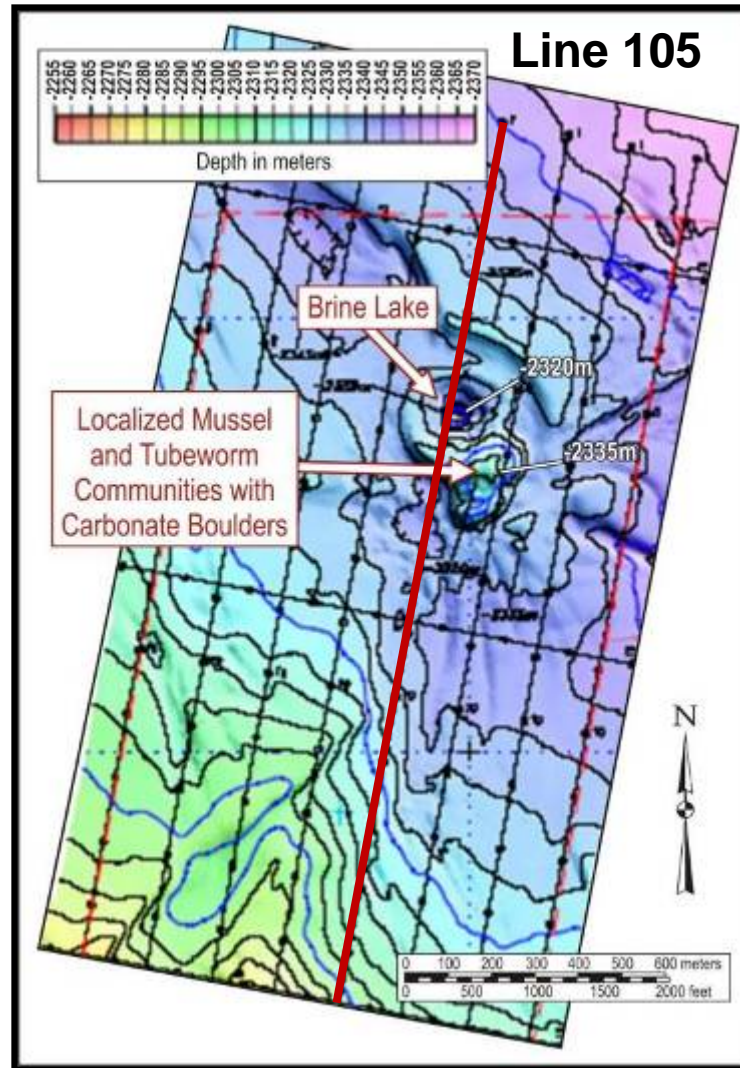 Line 105
-2255
-2260
-2265
-2270
-2275
-2280
-2285
-2290
-2295
-2300
-2305
-2310
-2315
-2320
-2325
-2330
-2335
-2340
-2345
-2350
-2355
-2360
-2365
-2370
Depth in meters
Brine Lake
-2320m
Localized Mussel
and Tubeworm
Communities with
Carbonate Boulders
-2335m
N
0 100 200 300 400 500 600 meters
0 500 1000 1500 2000 feet